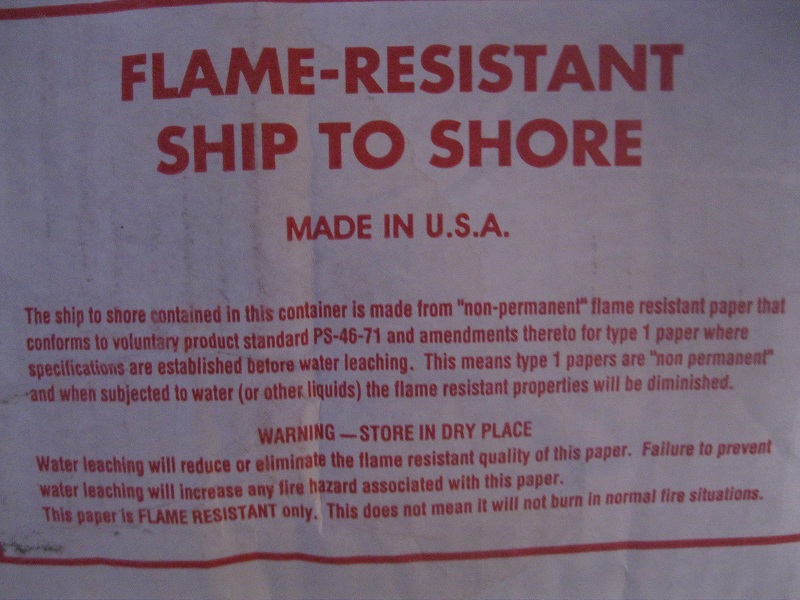 FLAME-RESISTANT
SHIP TO SHORE
MADE IN U.S.A.
The ship to shore contained in this container is made from "non-permanent" flame resistant paper that
conforms to voluntary product standard PS-46-71 and amendments thereto for type 1 paper where
specifications are established before water leaching. This means type 1 papers are "non permanent"
and when subjected to water (or other liquids) the flame resistant properties will be diminished.
WARNING — STORE IN DRY PLACE
Water leaching will reduce or eliminate the flame resistant quality of this paper. Failure to prevent
water leaching will increase any fire hazard associated with this paper.
This paper is FLAME RESISTANT only. This does not mean it will not burn in normal fire situations.